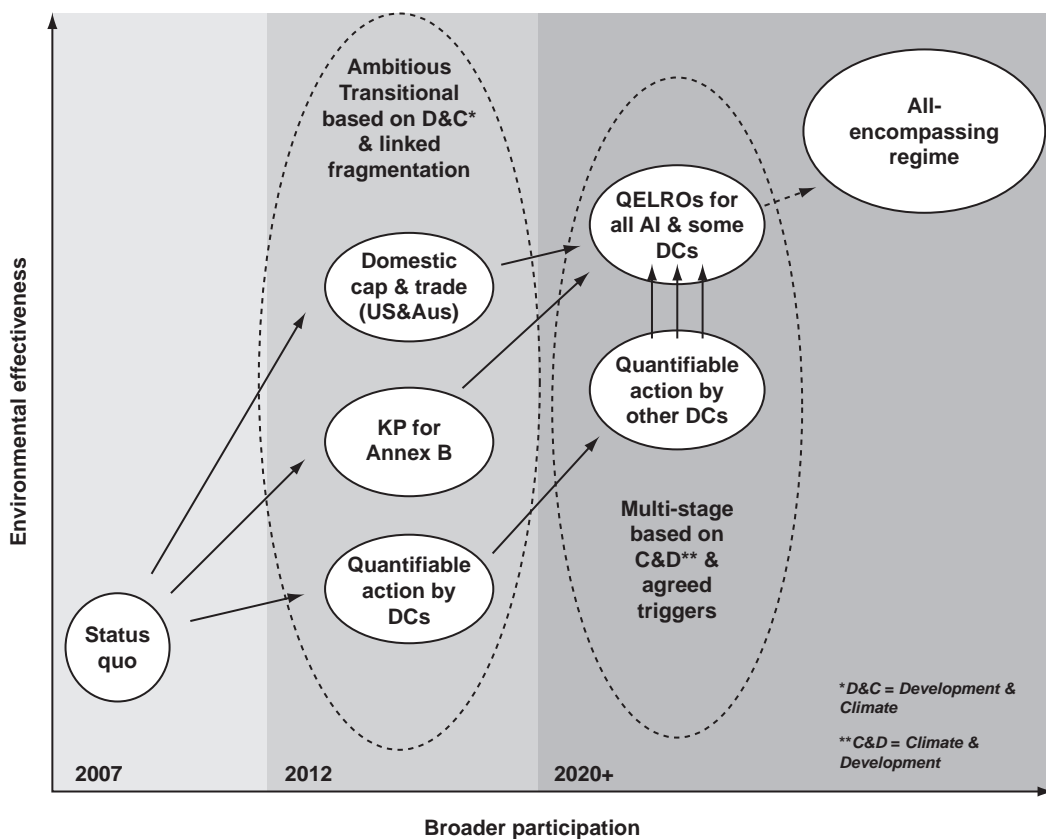 Environmental effectiveness
Ambitious
Transitional
based on D&C*
& linked
fragmentation
All-
encompassing
regime
QELROs for
all AI & some
DCs
Domestic
cap & trade
(US&Aus)
Quantifiable
action by
other DCs
KP for
Annex B
Multi-stage
based on
C&D** &
agreed
triggers
Quantifiable
action by
DCs
Status
quo
*D&C = Development &
Climate
**C&D = Climate &
Development
2007
2012
2020+
Broader participation